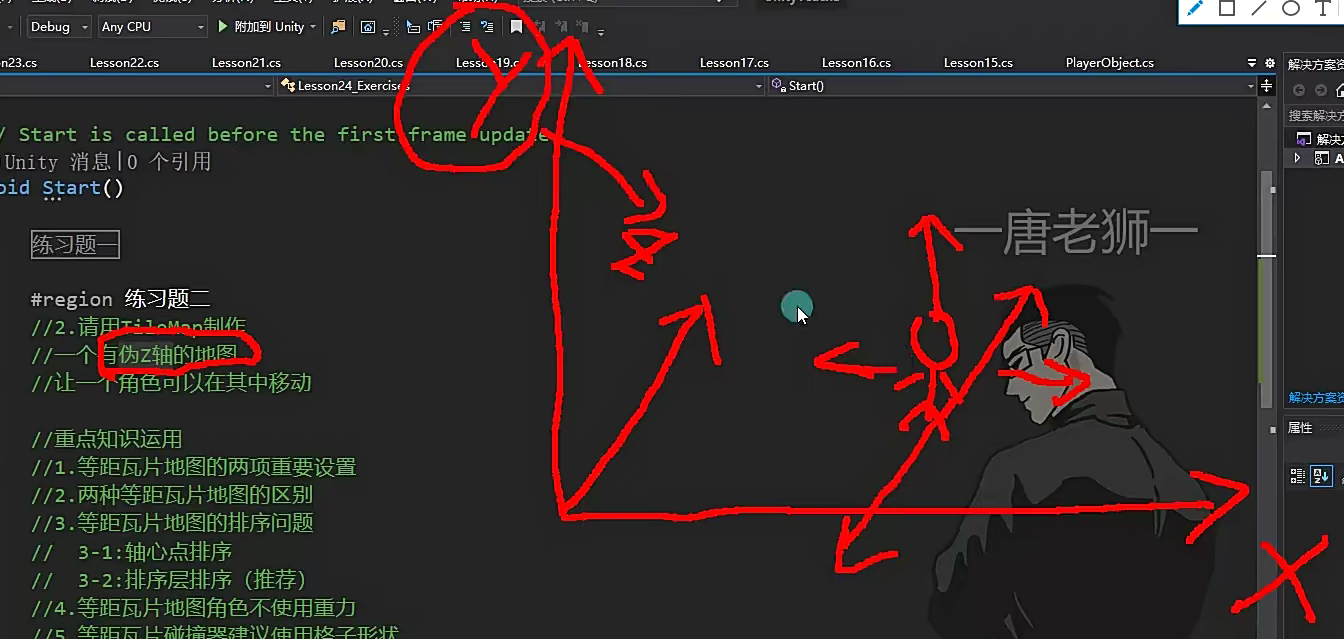 Debug Any CPU 附加到 Unity
n23.cs Lesson22.cs Lesson21.cs Lesson20.cs Lesson19.cs Lesson18.cs Lesson17.cs Lesson16.cs Lesson15.cs PlayerObject.cs
解决方案资
Lesson24_Exercises Start()
搜索解决方
Y
/ Start is called before the first frame update
Unity 消息|0 个引用
解决方
A
oid Start()
一唐老狮一
练习题一
#region 练习题二
//2.请用TileMap制作
//一个有伪Z轴的地图
//让一个角色可以在其中移动
解决方案资
//重点知识运用
属性
//1.等距瓦片地图的两项重要设置
//2.两种等距瓦片地图的区别
//3.等距瓦片地图的排序问题
// 3-1:轴心点排序
// 3-2:排序层排序（推荐）
X
//4.等距瓦片地图角色不使用重力
//5.等距瓦片碰撞器建议使用格子形状